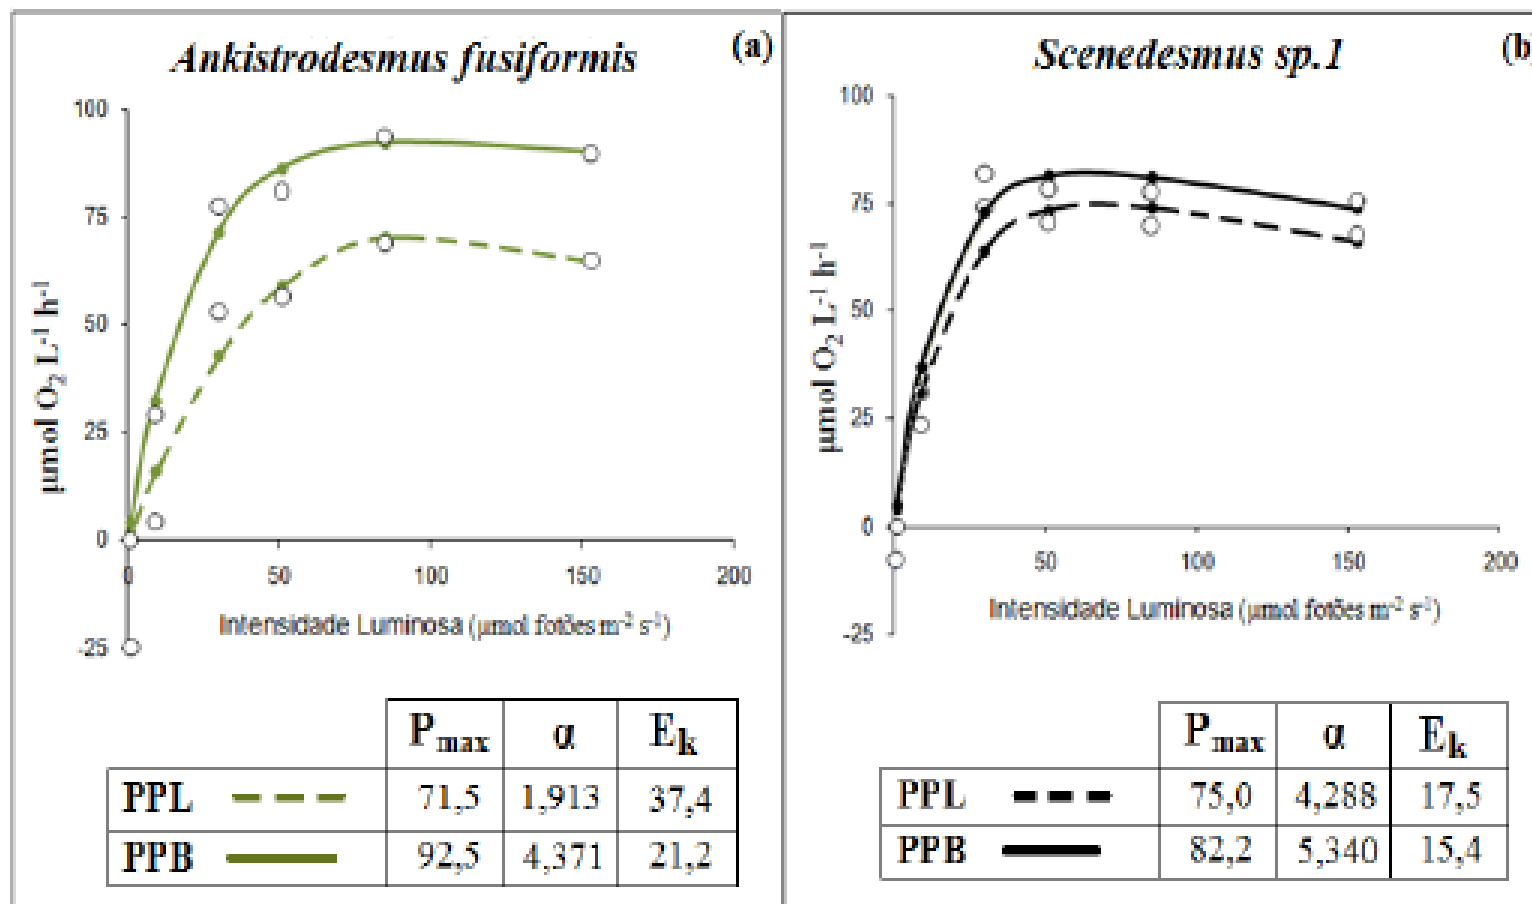 Ankistrodesmus fusiformis
(a)
100
75
50
25
0
-25
µmol O₂ L⁻¹ h⁻¹
0 50 100 150 200
Intensidade Luminosa (µmol fotões m⁻² s⁻¹)
Pmax α Ek
PPL 71,5 1,913 37,4
PPB 92,5 4,371 21,2
Scenedesmus sp.1
(b)
100
75
50
25
0
-25
µmol O₂ L⁻¹ h⁻¹
0 50 100 150 200
Intensidade Luminosa (µmol fotões m⁻² s⁻¹)
Pmax α Ek
PPL 75,0 4,288 17,5
PPB 82,2 5,340 15,4